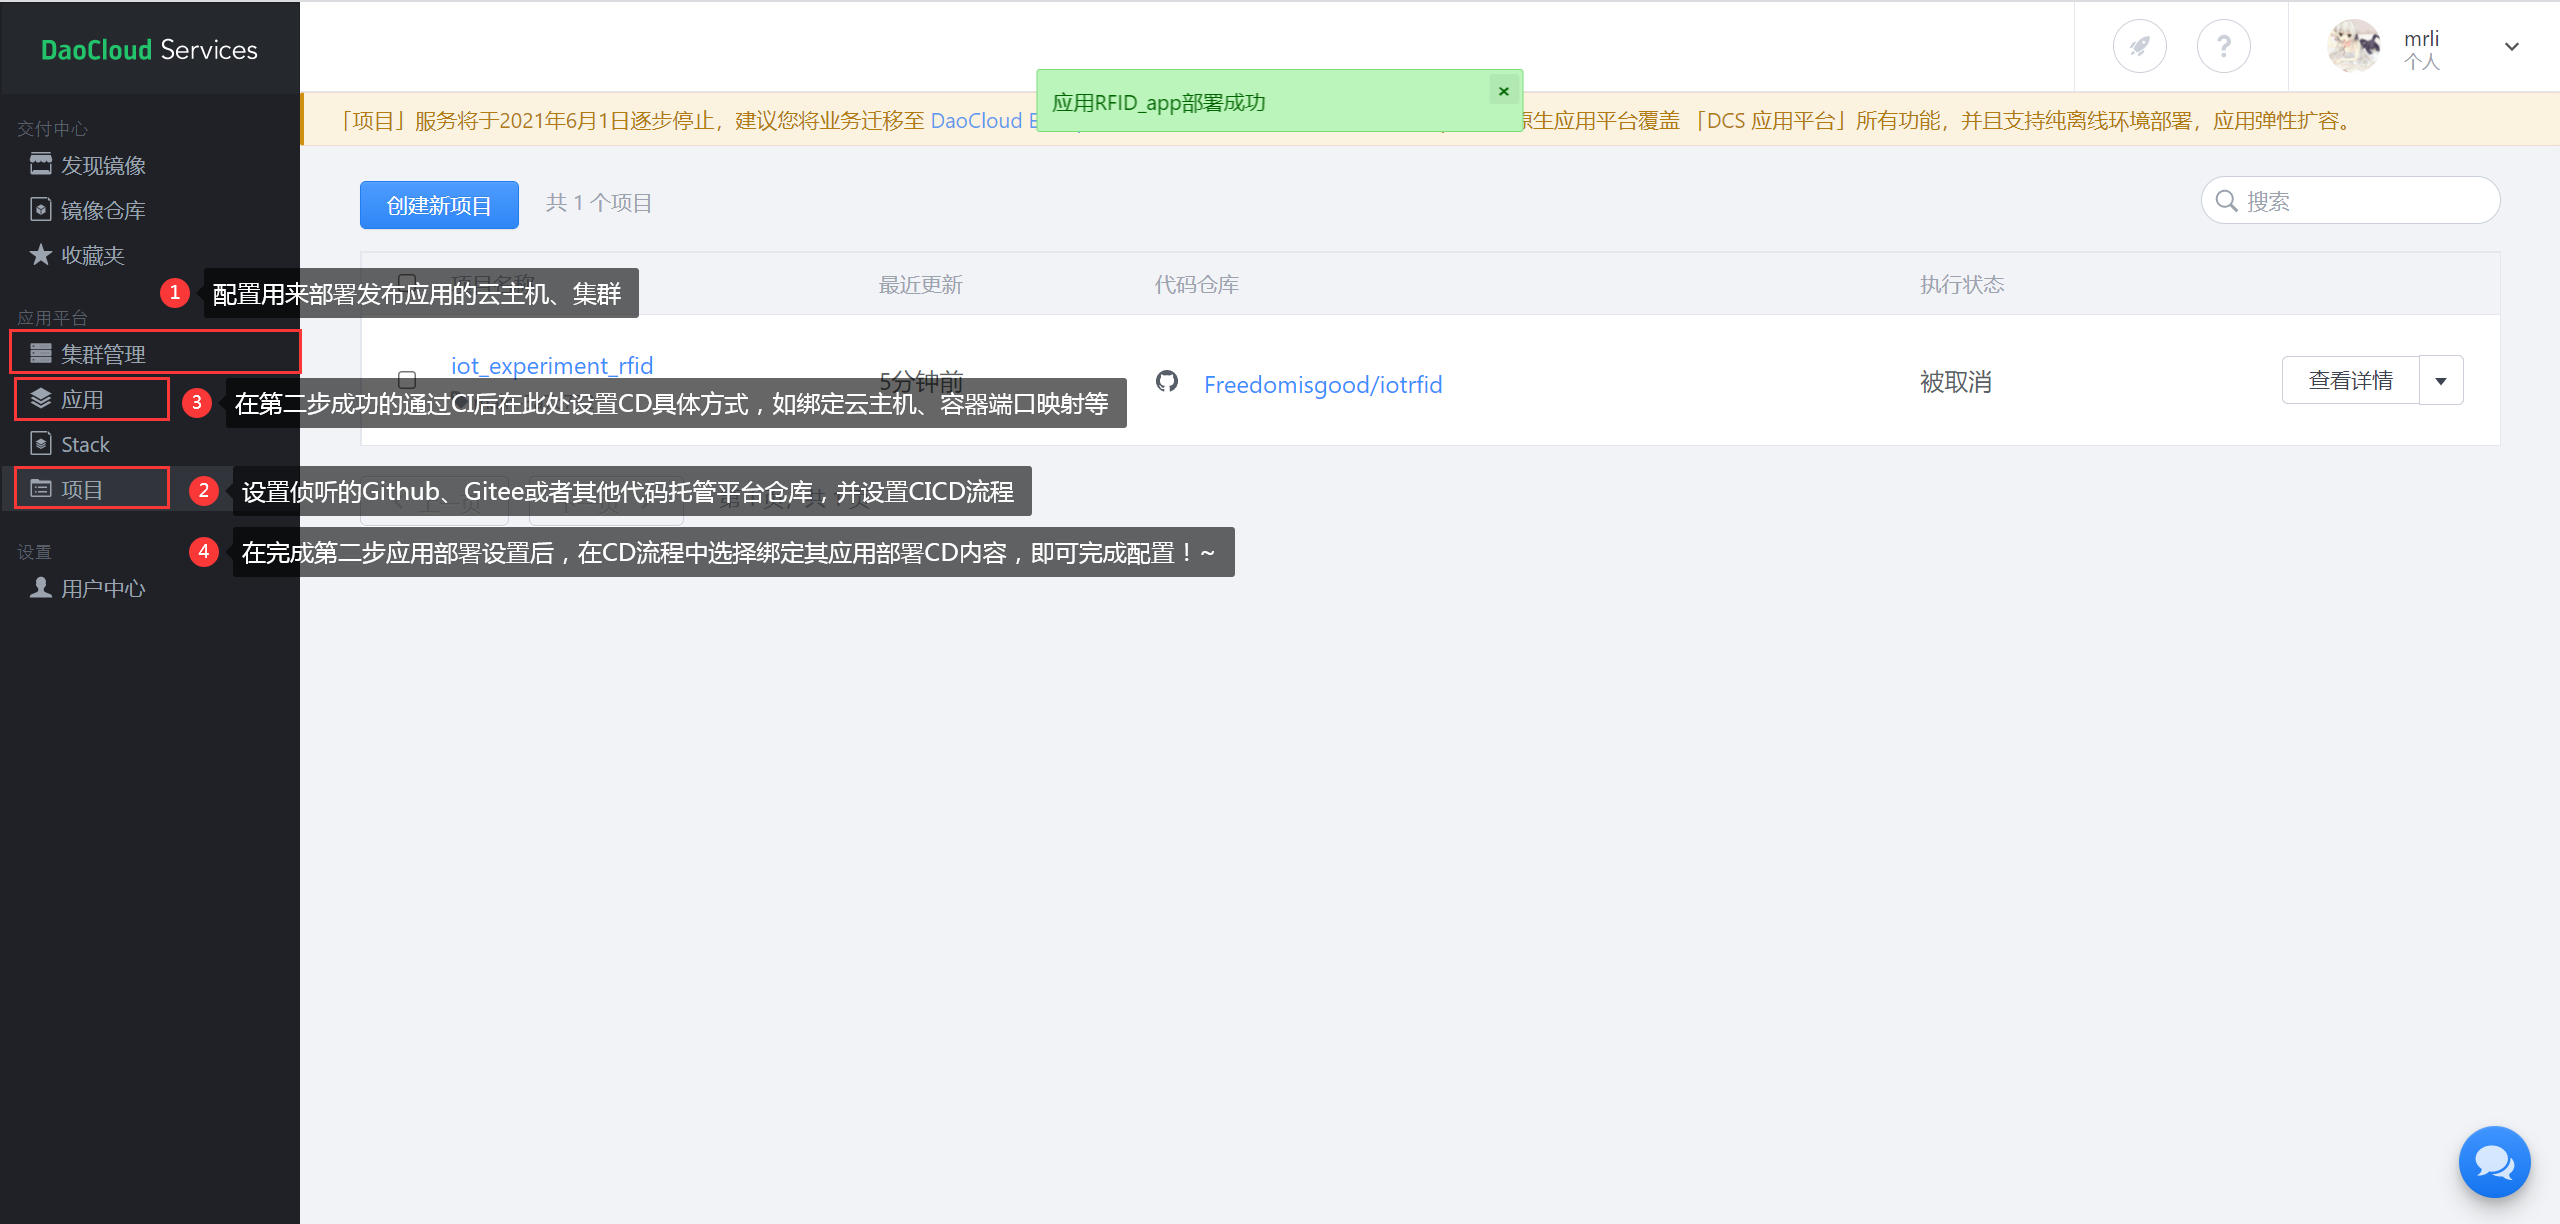 DaoCloud Services
mrli
个人
应用RFID_app部署成功
「项目」服务将于2021年6月1日逐步停止，建议您将业务迁移至 DaoCloud
原生应用平台覆盖 「DCS 应用平台」所有功能，并且支持纯离线环境部署，应用弹性扩容。
交付中心
发现镜像
镜像仓库
收藏夹
应用平台
集群管理
应用
Stack
项目
设置
用户中心
创建新项目
共 1 个项目
搜索
项目名称
最近更新
代码仓库
执行状态
1 配置用来部署发布应用的云主机、集群
iot_experiment_rfid
5分钟前
Freedomisgood/iotrfid
被取消
查看详情
3 在第二步成功的通过CI后在此处设置CD具体方式，如绑定云主机、容器端口映射等
2 设置侦听的Github、Gitee或者其他代码托管平台仓库，并设置CICD流程
4 在完成第二步应用部署设置后，在CD流程中选择绑定其应用部署CD内容，即可完成配置！~